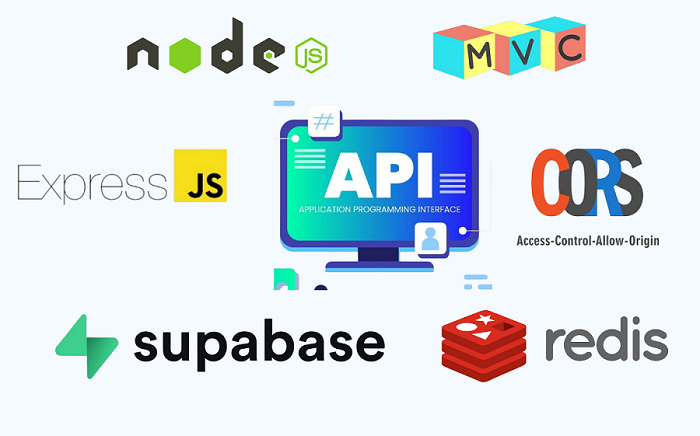 node
JS
MVC
#
Express JS
API
APPLICATION PROGRAMMING INTERFACE
CORS
Access-Control-Allow-Origin
supabase
redis